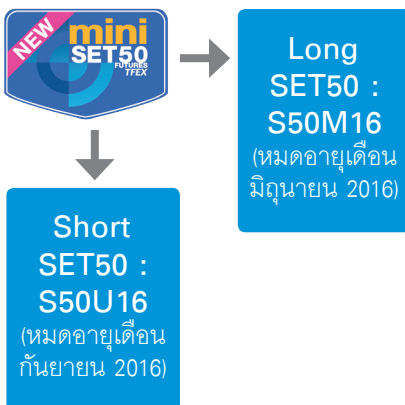 NEW
mini
SET50
FUTURES
TFEX
Long
SET50 :
S50M16
(หมดอายุเดือน
มิถุนายน 2016)
Short
SET50 :
S50U16
(หมดอายุเดือน
กันยายน 2016)